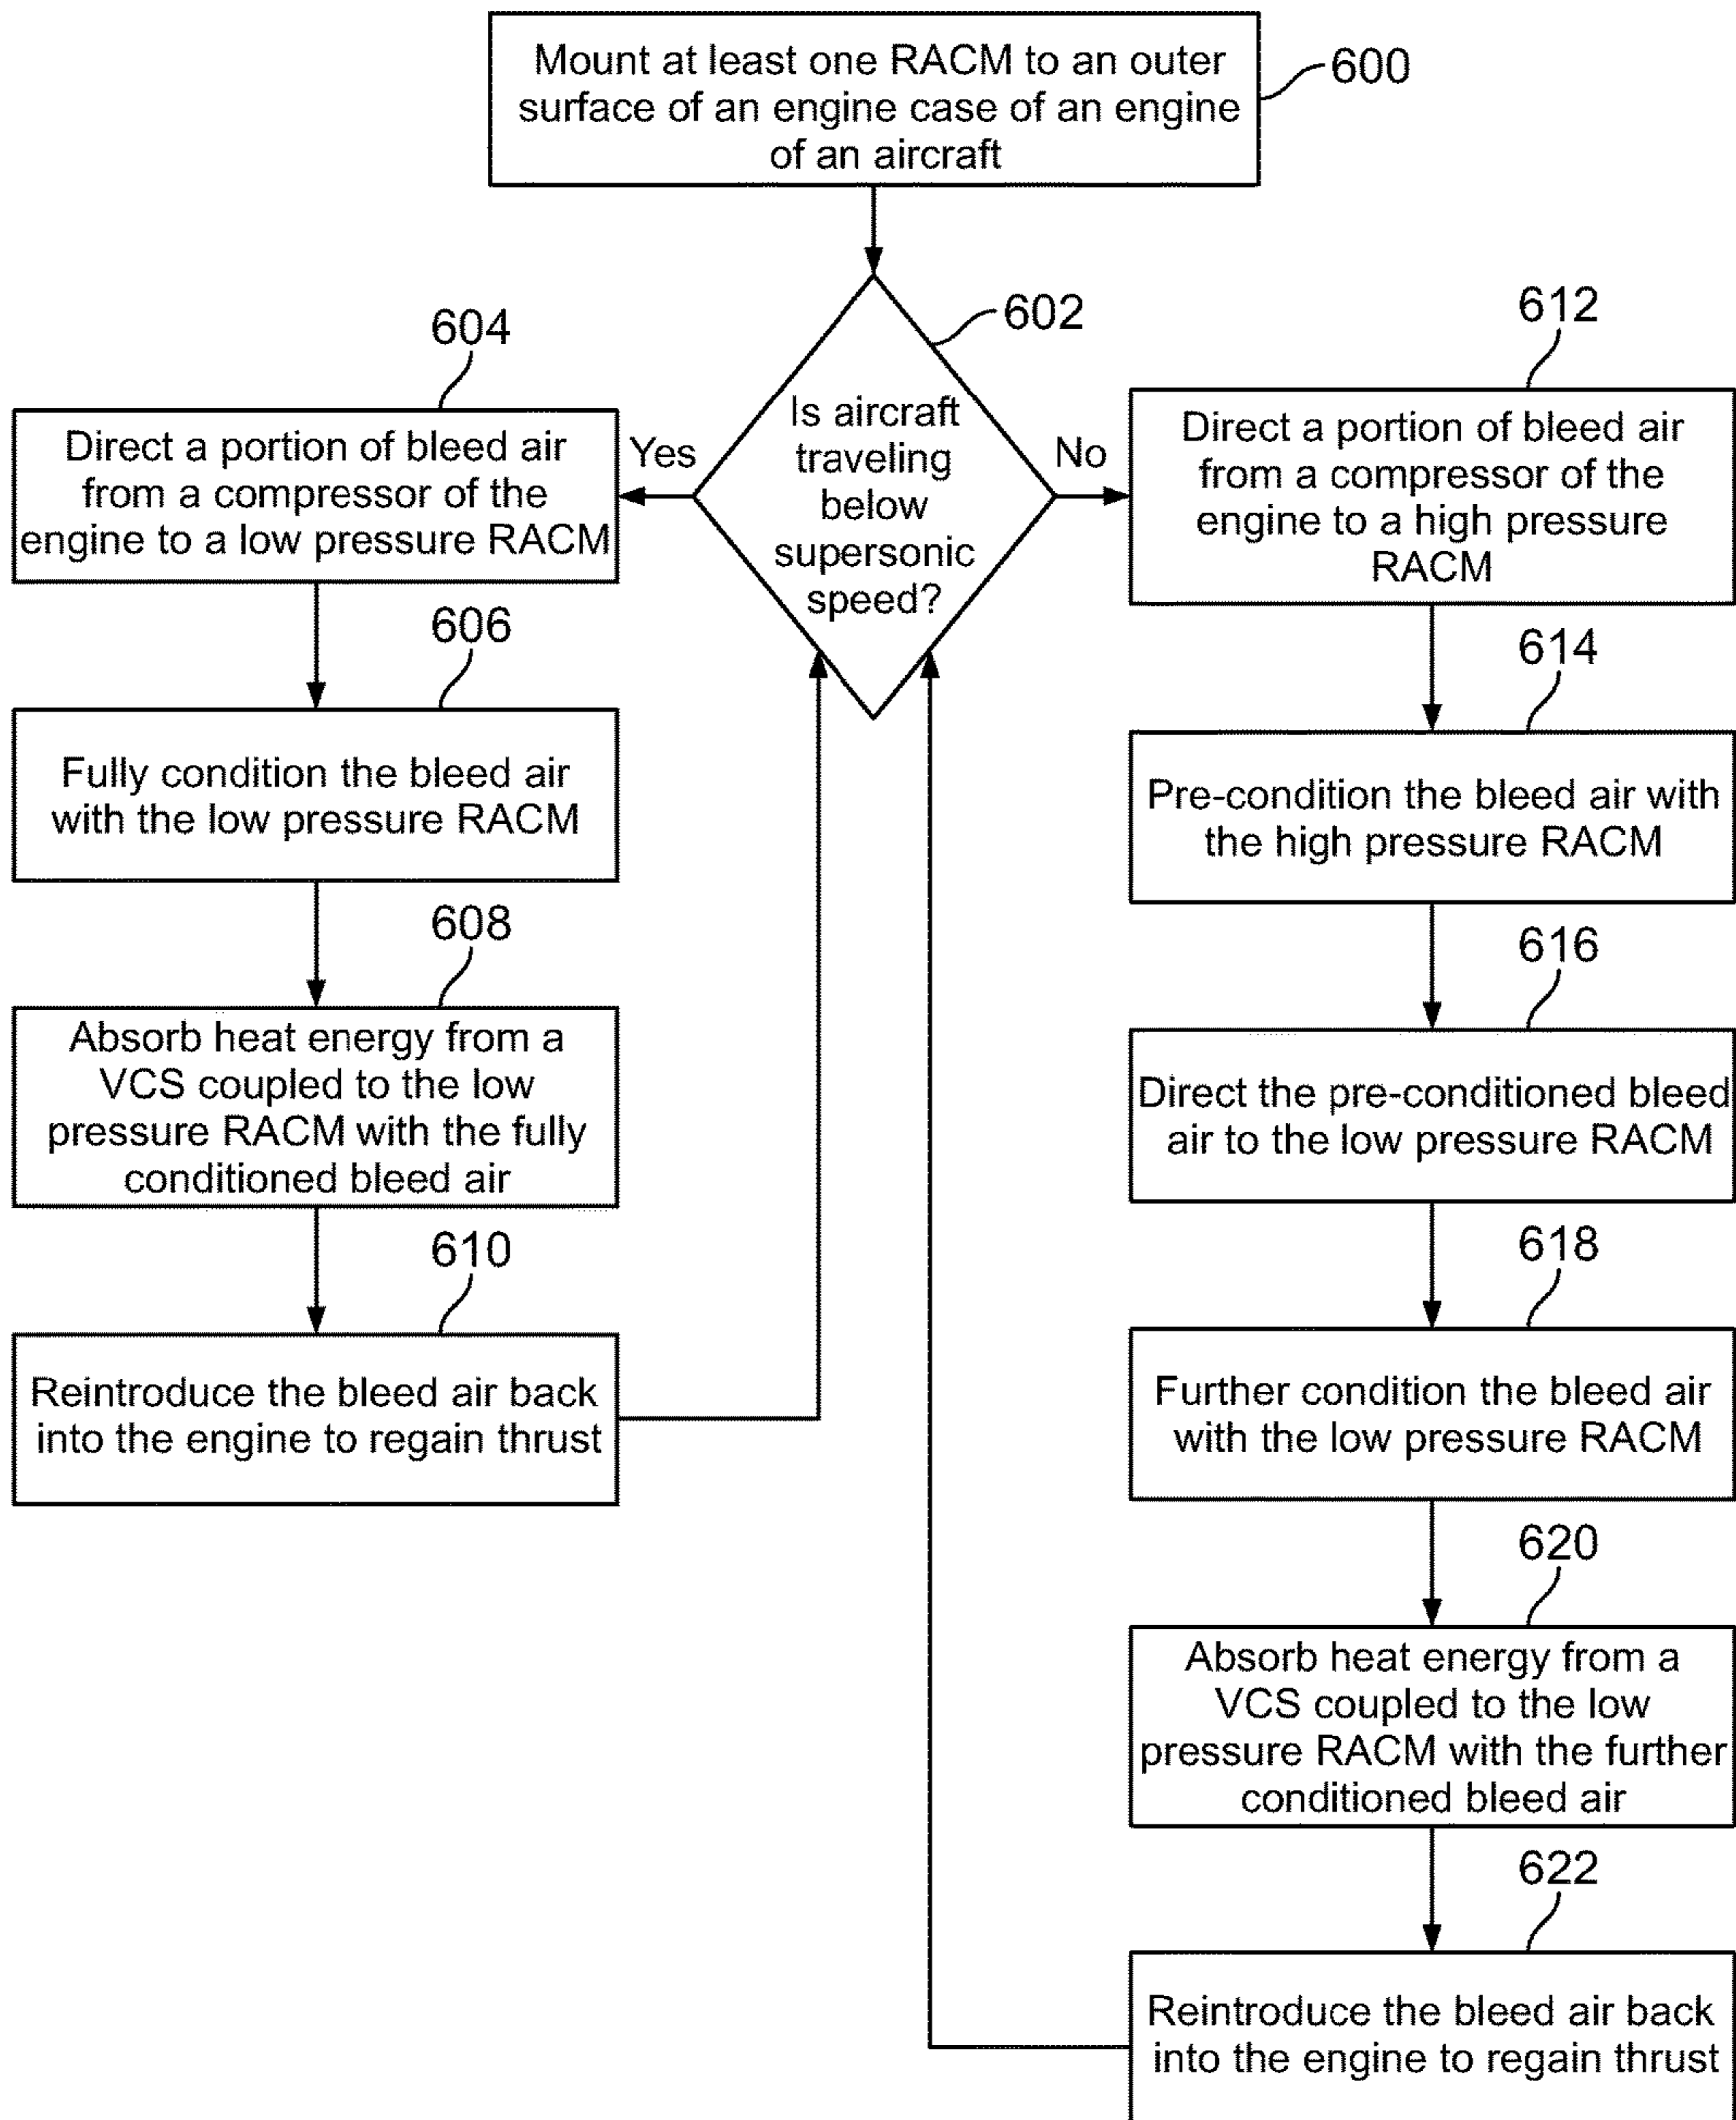 Mount at least one RACM to an outer
surface of an engine case of an engine
of an aircraft
600
602
Is aircraft
traveling
below
supersonic
speed?
Yes
No
604
Direct a portion of bleed air
from a compressor of the
engine to a low pressure RACM
606
Fully condition the bleed air
with the low pressure RACM
608
Absorb heat energy from a
VCS coupled to the low
pressure RACM with the fully
conditioned bleed air
610
Reintroduce the bleed air back
into the engine to regain thrust
612
Direct a portion of bleed air
from a compressor of the
engine to a high pressure
RACM
614
Pre-condition the bleed air with
the high pressure RACM
616
Direct the pre-conditioned bleed
air to the low pressure RACM
618
Further condition the bleed air
with the low pressure RACM
620
Absorb heat energy from a
VCS coupled to the low
pressure RACM with the further
conditioned bleed air
622
Reintroduce the bleed air back
into the engine to regain thrust